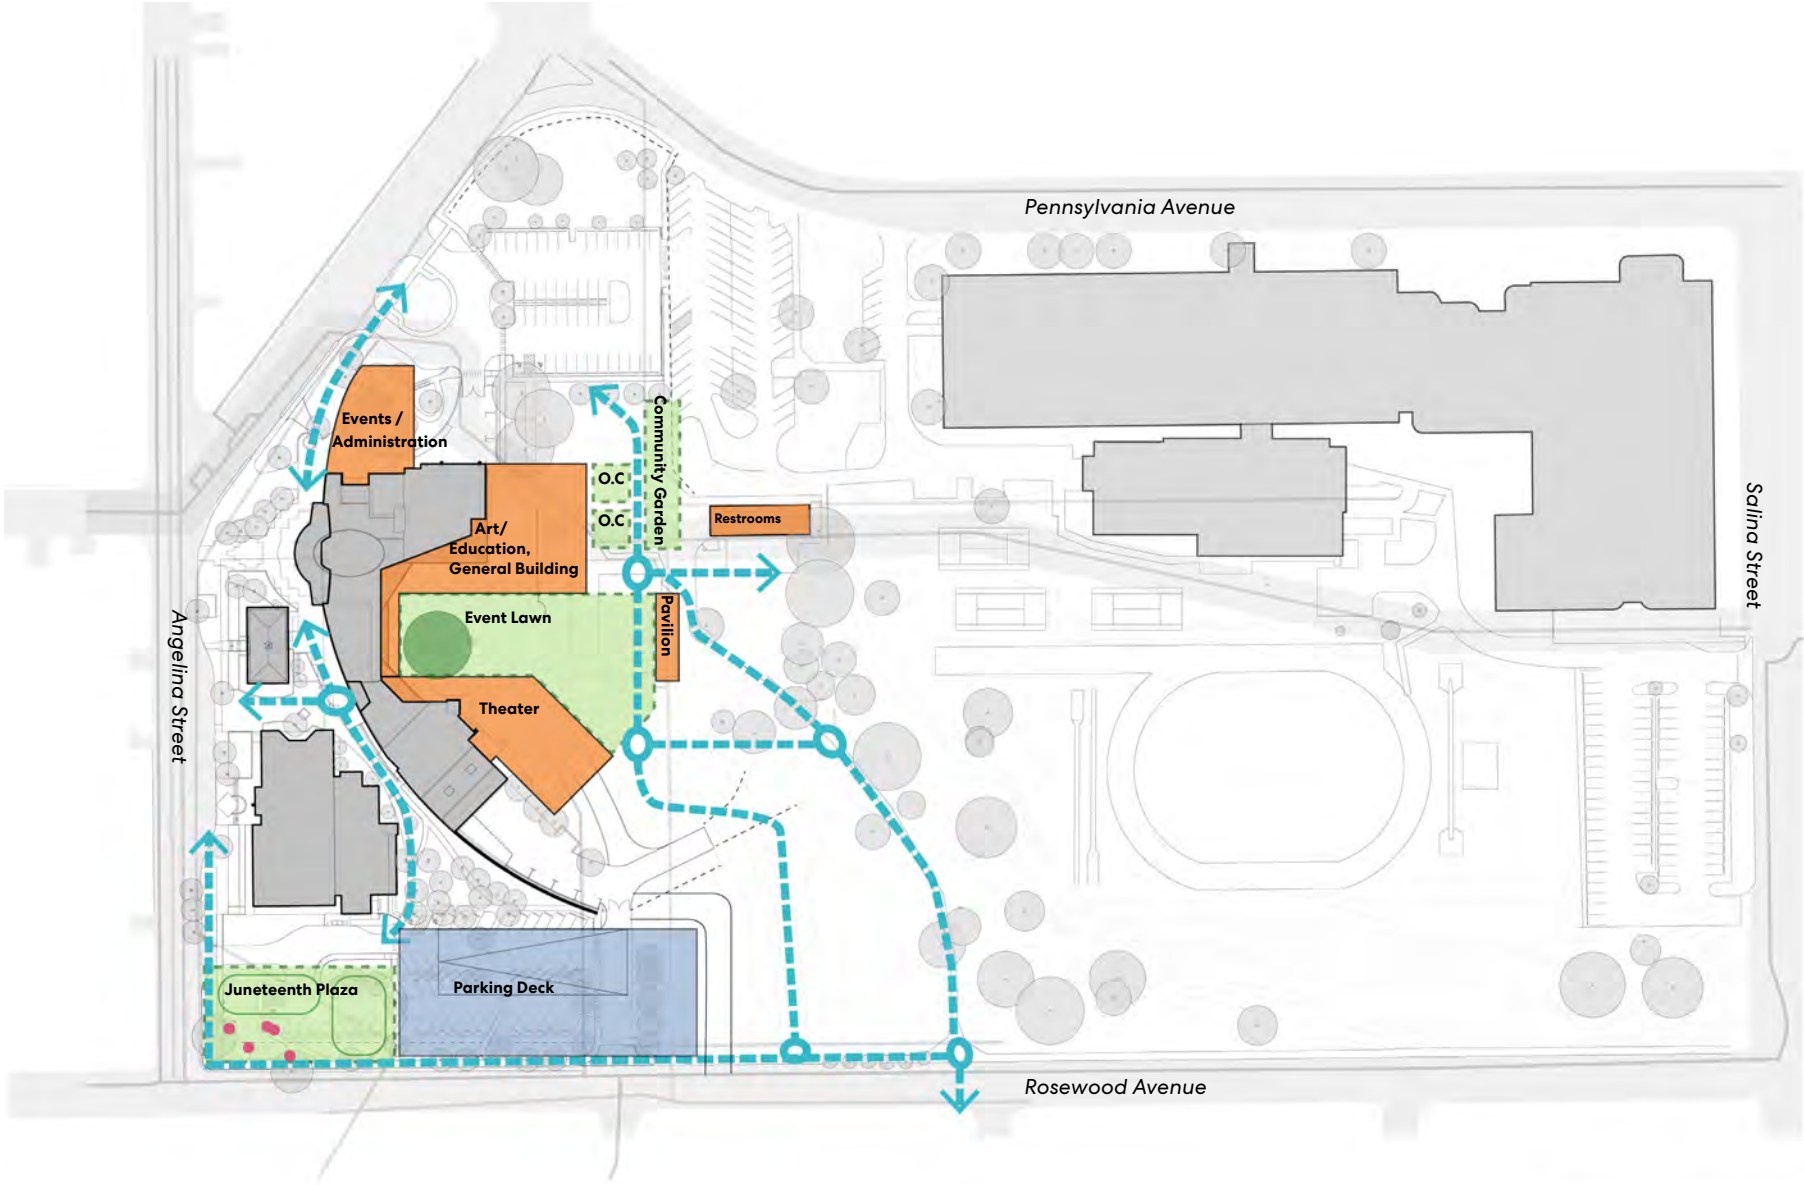 Pennsylvania Avenue
Events /
Administration
Community Garden
O.C
O.C
Restrooms
Art/
Education,
General Building
Salina Street
Event Lawn
Pavilion
Angelina Street
Theater
Juneteenth Plaza
Parking Deck
Rosewood Avenue